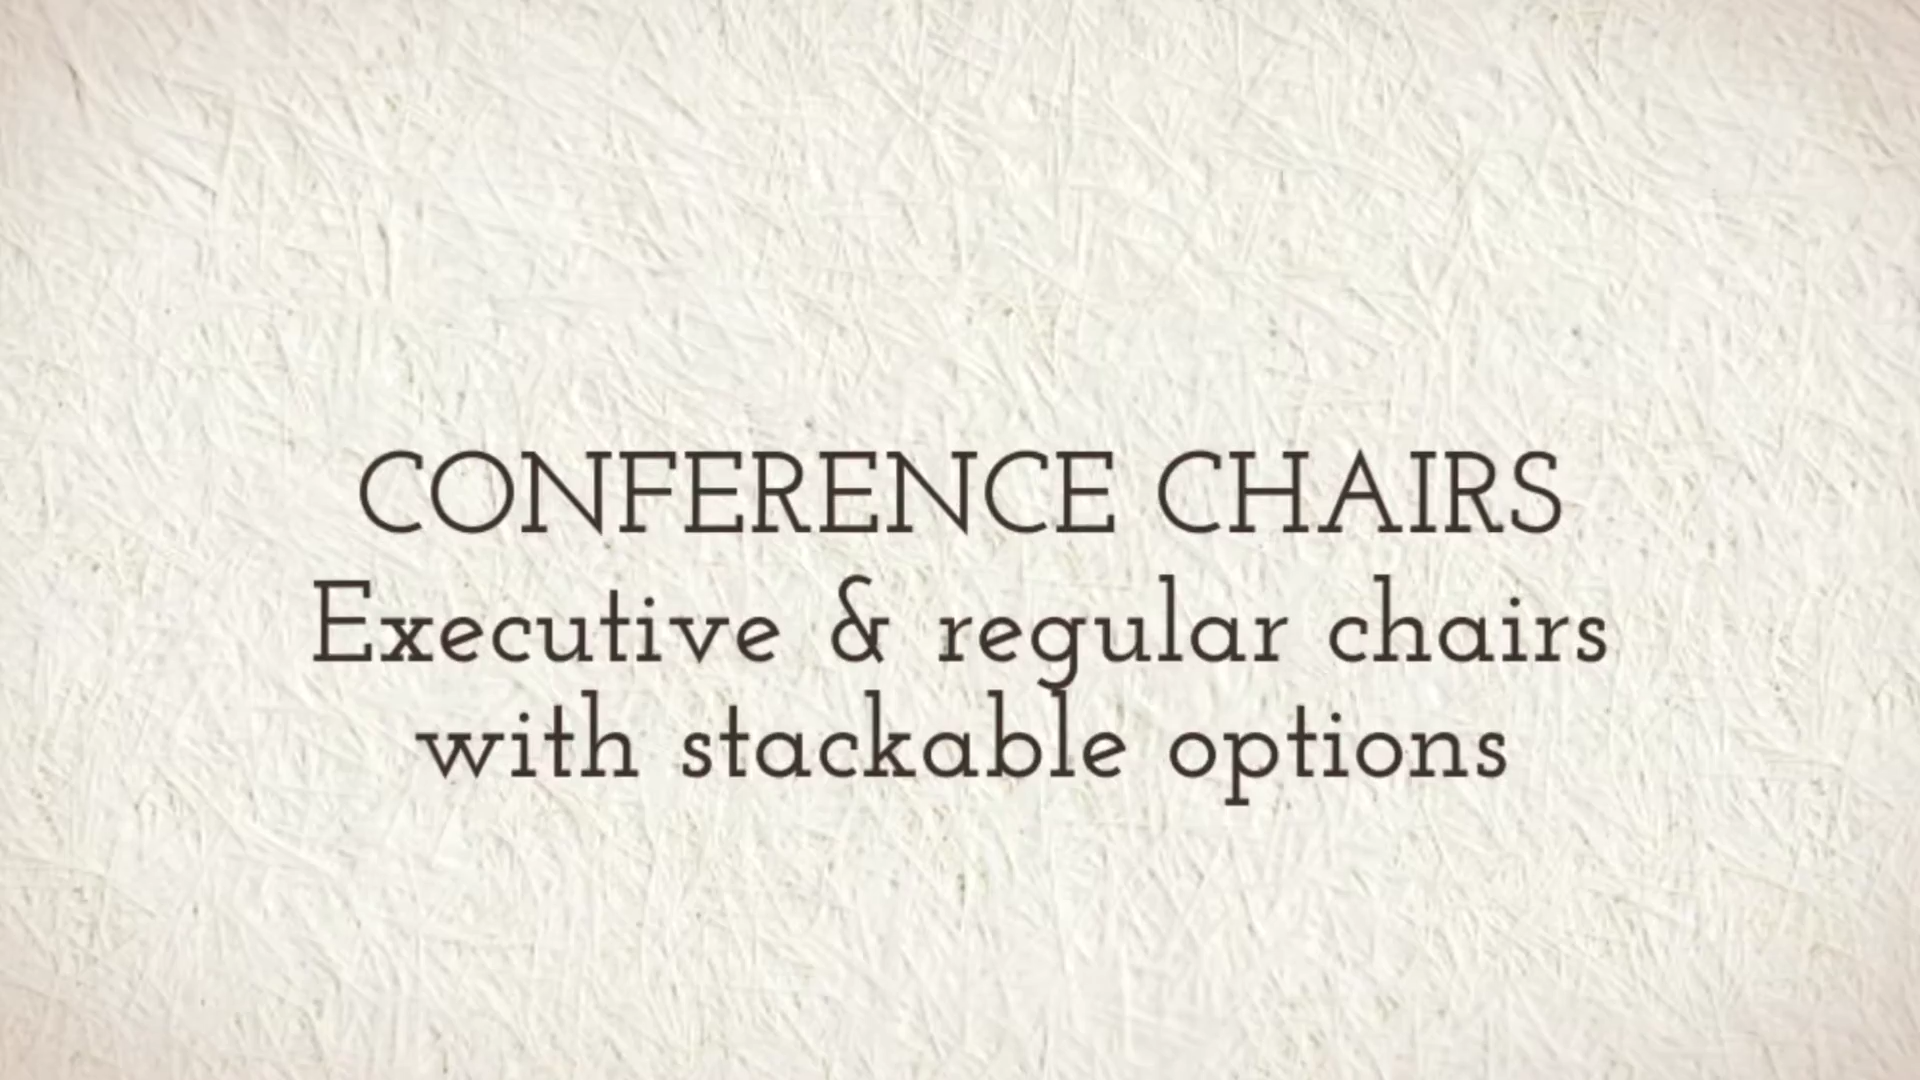 CONFERENCE CHAIRS
Executive & regular chairs
with stackable options